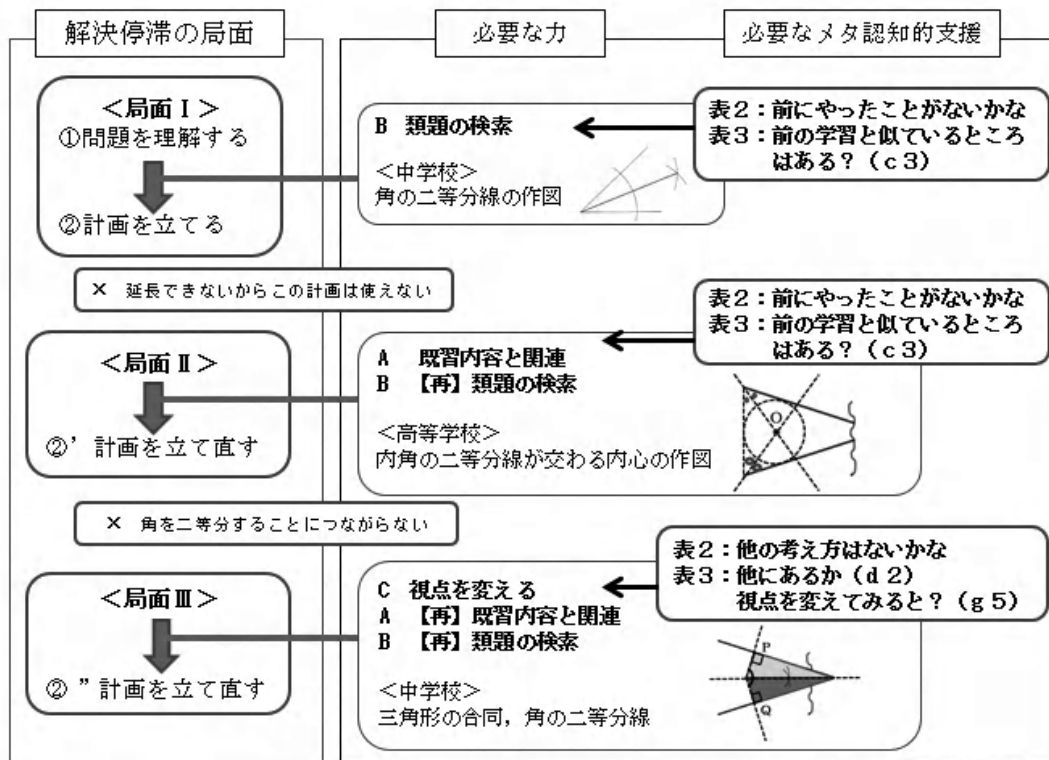 解決停滞の局面
必要な力
必要なメタ認知的支援
<局面Ⅰ>
①問題を理解する
②計画を立てる
B 類題の検索
<中学校>
角の二等分線の作図
表2:前にやったことがないかな
表3:前の学習と似ているところ
はある?(c3)
× 延長できないからこの計画は使えない
<局面Ⅱ>
②’計画を立て直す
A 既習内容と関連
B 【再】類題の検索
<高等学校>
内角の二等分線が交わる内心の作図
O
表2:前にやったことがないかな
表3:前の学習と似ているところ
はある?(c3)
× 角を二等分することにつながらない
<局面Ⅲ>
②”計画を立て直す
C 視点を変える
A 【再】既習内容と関連
B 【再】類題の検索
<中学校>
三角形の合同,角の二等分線
P
Q
表2:他の考え方はないかな
表3:他にあるか(d2)
視点を変えてみると?(g5)